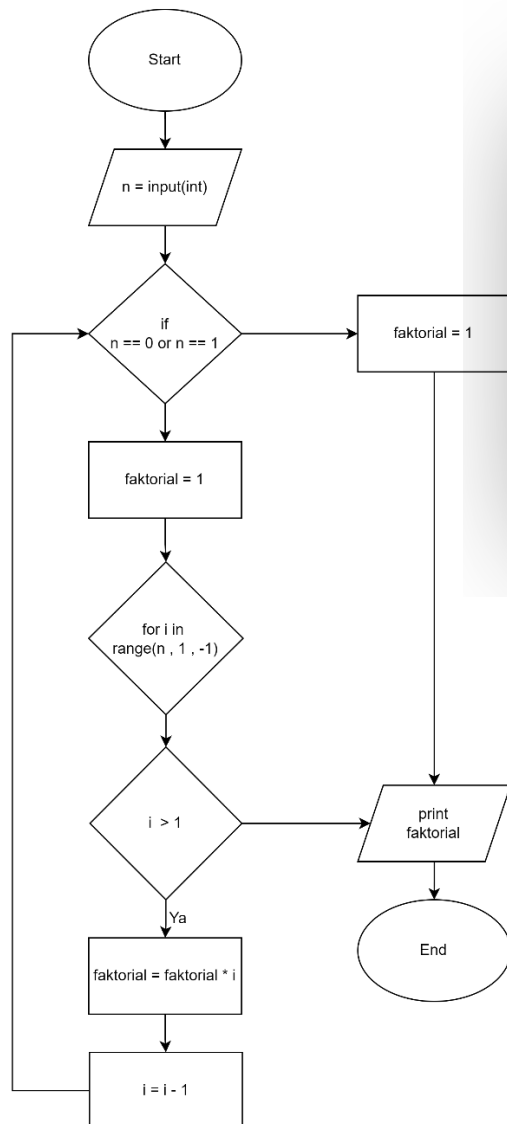 Start
n = input(int)
if
n == 0 or n == 1
faktorial = 1
faktorial = 1
for i in
range(n , 1 , -1)
i > 1
print
faktorial
Ya
End
faktorial = faktorial * i
i = i - 1